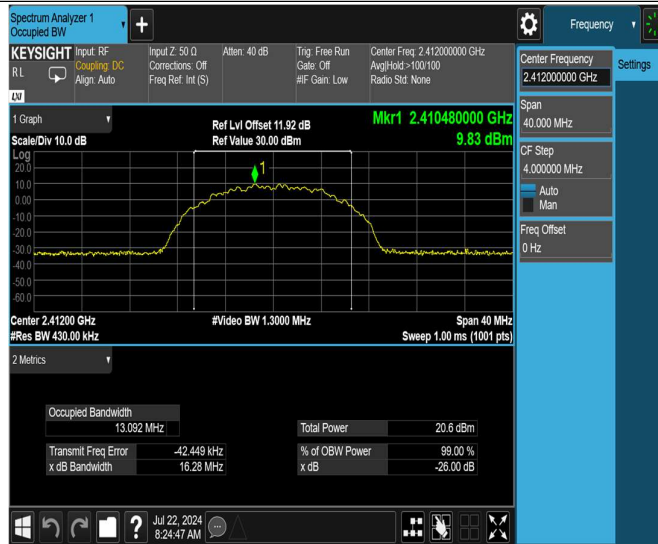 Spectrum Analyzer 1
Occupied BW
Frequency
KEYSIGHT
R L
LXI
Input: RF
Coupling: DC
Align: Auto
Input Z: 50 Ω
Corrections: Off
Freq Ref: Int (S)
Atten: 40 dB
Trig: Free Run
Gate: Off
#IF Gain: Low
Center Freq: 2.412000000 GHz
Avg|Hold:>100/100
Radio Std: None
Center Frequency
2.412000000 GHz
Settings
Span
40.000 MHz
CF Step
4.000000 MHz
Auto
Man
Freq Offset
0 Hz
1 Graph
Scale/Div 10.0 dB
Ref Lvl Offset 11.92 dB
Ref Value 30.00 dBm
Mkr1 2.410480000 GHz
9.83 dBm
Log
20.0
10.0
0.00
-10.0
-20.0
-30.0
-40.0
-50.0
-60.0
1
Center 2.41200 GHz
#Res BW 430.00 kHz
#Video BW 1.3000 MHz
Span 40 MHz
Sweep 1.00 ms (1001 pts)
2 Metrics
Occupied Bandwidth
13.092 MHz
Total Power 20.6 dBm
Transmit Freq Error -42.449 kHz
% of OBW Power 99.00 %
x dB Bandwidth 16.28 MHz
x dB -26.00 dB
Jul 22, 2024
8:24:47 AM